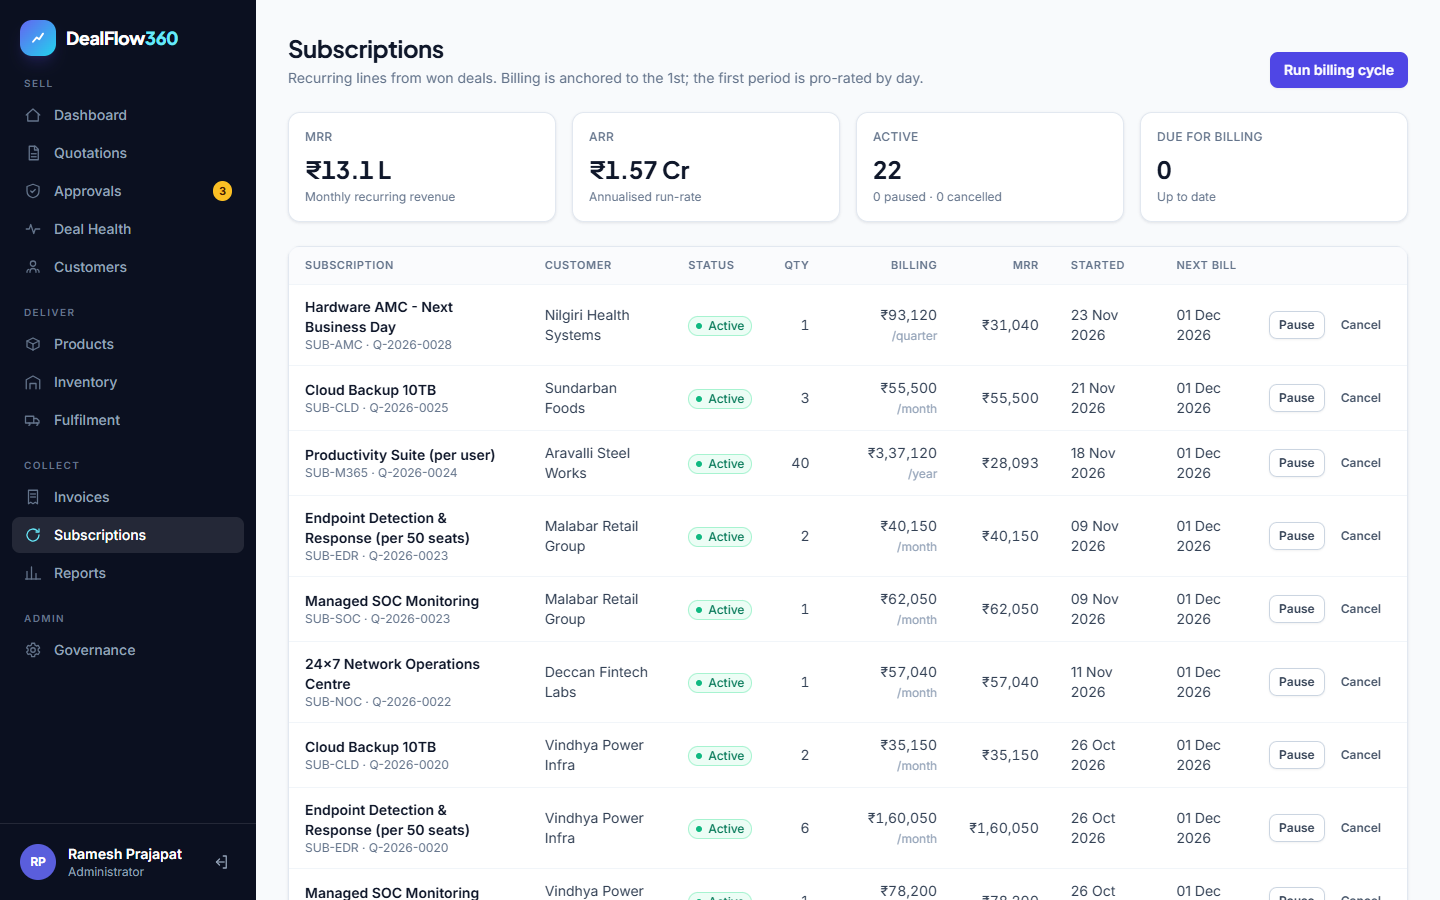 DealFlow360
SELL
Dashboard
Quotations
Approvals 3
Deal Health
Customers
DELIVER
Products
Inventory
Fulfilment
COLLECT
Invoices
Subscriptions
Reports
ADMIN
Governance
RP
Ramesh Prajapat
Administrator
Subscriptions
Recurring lines from won deals. Billing is anchored to the 1st; the first period is pro-rated by day.
Run billing cycle
MRR
₹13.1 L
Monthly recurring revenue
ARR
₹1.57 Cr
Annualised run-rate
ACTIVE
22
0 paused · 0 cancelled
DUE FOR BILLING
0
Up to date
SUBSCRIPTION CUSTOMER STATUS QTY BILLING MRR STARTED NEXT BILL
Hardware AMC - Next
Business Day
SUB-AMC · Q-2026-0028
Nilgiri Health
Systems
Active
1
₹93,120
/quarter
₹31,040
23 Nov
2026
01 Dec
2026
Pause
Cancel
Cloud Backup 10TB
SUB-CLD · Q-2026-0025
Sundarban
Foods
Active
3
₹55,500
/month
₹55,500
21 Nov
2026
01 Dec
2026
Pause
Cancel
Productivity Suite (per user)
SUB-M365 · Q-2026-0024
Aravalli Steel
Works
Active
40
₹3,37,120
/year
₹28,093
18 Nov
2026
01 Dec
2026
Pause
Cancel
Endpoint Detection &
Response (per 50 seats)
SUB-EDR · Q-2026-0023
Malabar Retail
Group
Active
2
₹40,150
/month
₹40,150
09 Nov
2026
01 Dec
2026
Pause
Cancel
Managed SOC Monitoring
SUB-SOC · Q-2026-0023
Malabar Retail
Group
Active
1
₹62,050
/month
₹62,050
09 Nov
2026
01 Dec
2026
Pause
Cancel
24×7 Network Operations
Centre
SUB-NOC · Q-2026-0022
Deccan Fintech
Labs
Active
1
₹57,040
/month
₹57,040
11 Nov
2026
01 Dec
2026
Pause
Cancel
Cloud Backup 10TB
SUB-CLD · Q-2026-0020
Vindhya Power
Infra
Active
2
₹35,150
/month
₹35,150
26 Oct
2026
01 Dec
2026
Pause
Cancel
Endpoint Detection &
Response (per 50 seats)
SUB-EDR · Q-2026-0020
Vindhya Power
Infra
Active
6
₹1,60,050
/month
₹1,60,050
26 Oct
2026
01 Dec
2026
Pause
Cancel
Managed SOC Monitoring
Vindhya Power
Active
₹78,200
₹78,200
26 Oct
01 Dec
Pause
Cancel